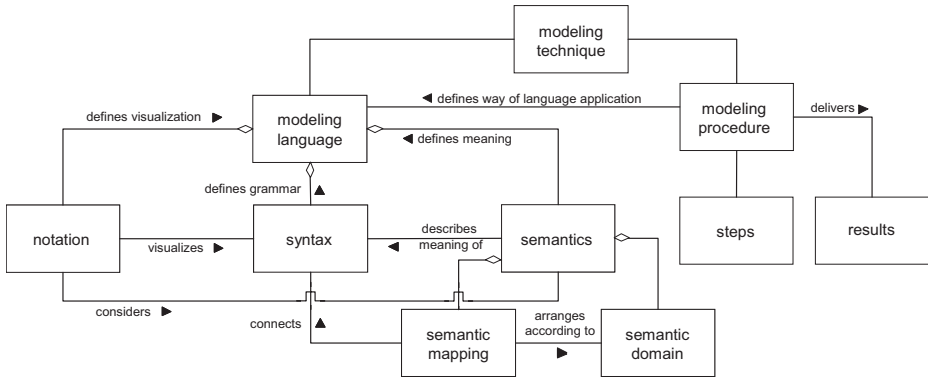 modeling
technique
◄ defines way of language application
modeling
procedure
delivers ►
defines visualization ►
modeling
language
◄ defines meaning
defines grammar ▲
notation
visualizes ►
syntax
describes
◄ meaning of
semantics
steps
results
considers ►
connects ▲
semantic
mapping
arranges
according to
►
semantic
domain